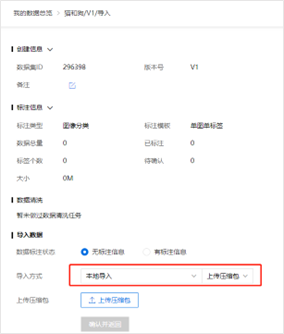 我的数据总览 > 猫和狗/V1/导入
创建信息
数据集ID 296398 版本号 V1
备注
标注信息
标注类型 图像分类 标注模板 单图单标签
数据总量 0 已标注 0
标签个数 0 待确认 0
大小 0M
数据清洗
暂未做过数据清洗任务
导入数据
数据标注状态 无标注信息 有标注信息
导入方式 本地导入 上传压缩包
上传压缩包 上传压缩包
确认并返回